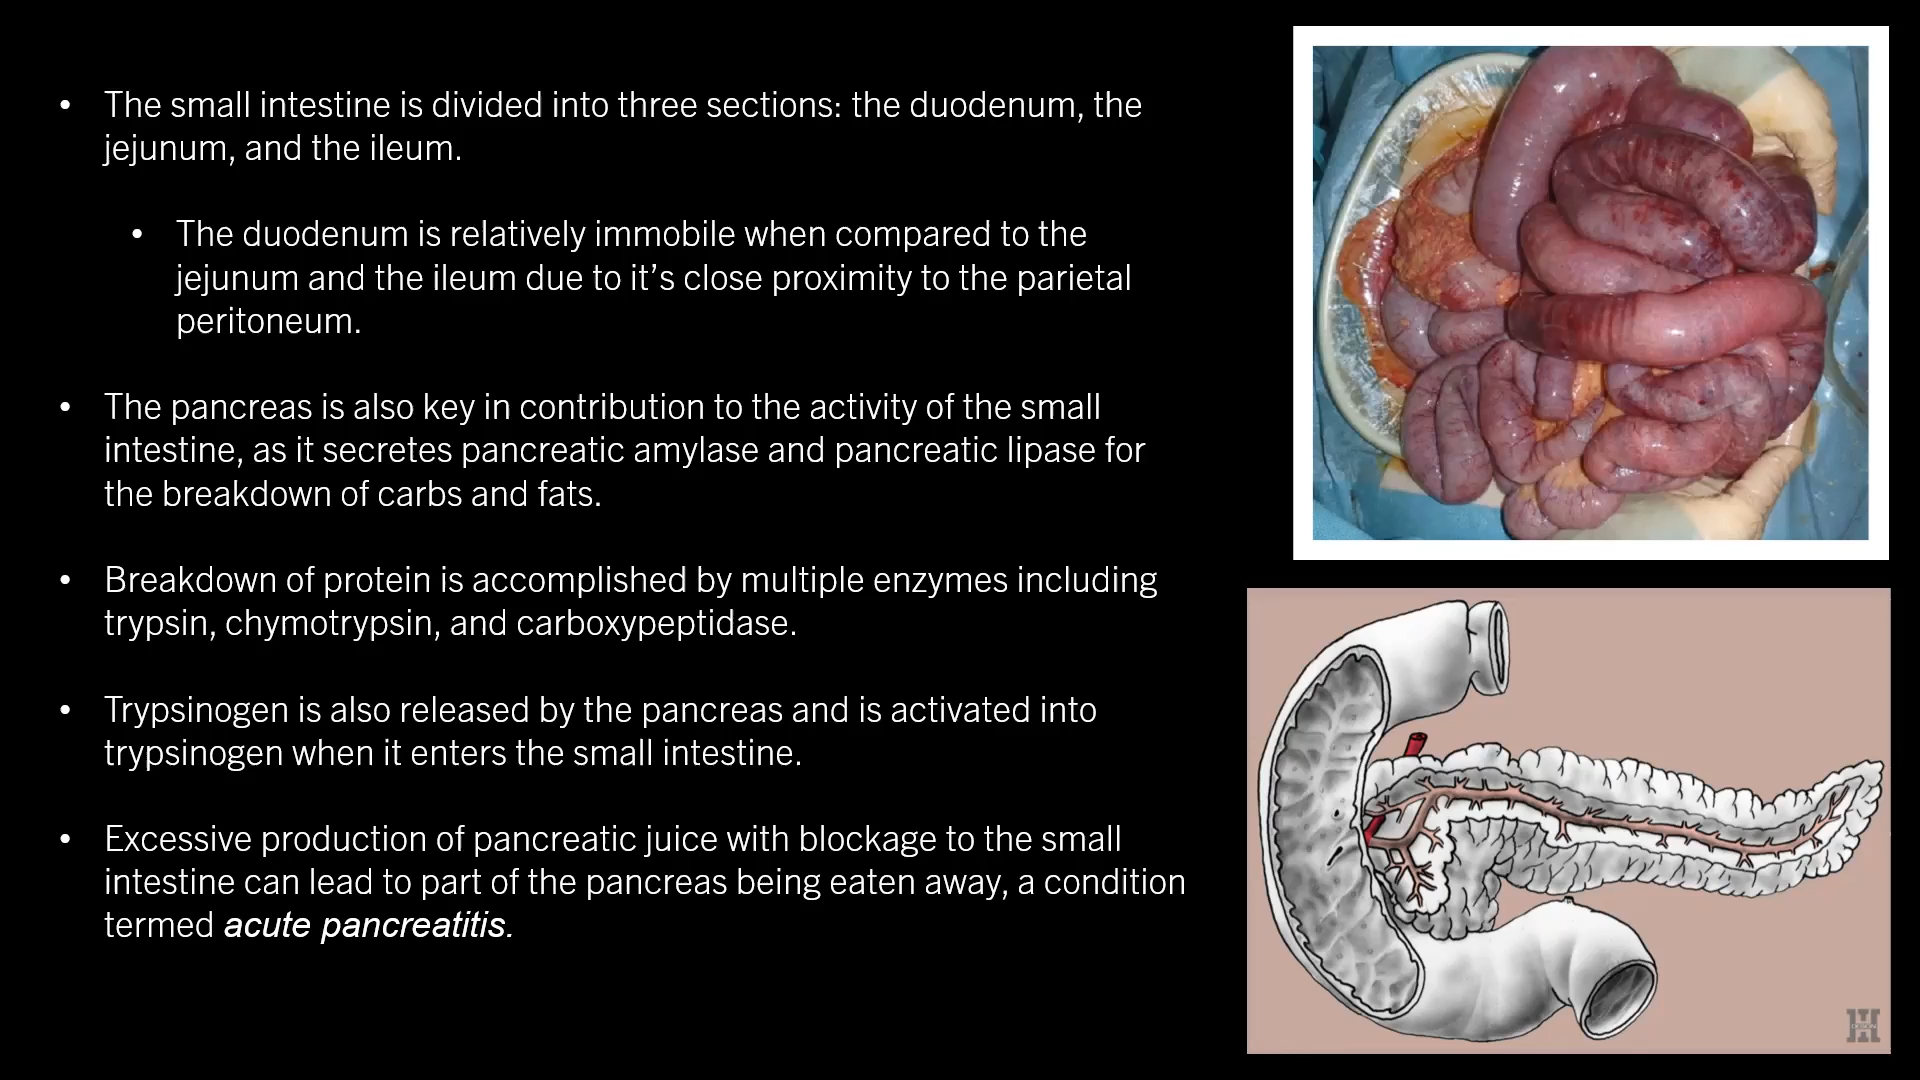 • The small intestine is divided into three sections: the duodenum, the
jejunum, and the ileum.
• The duodenum is relatively immobile when compared to the
jejunum and the ileum due to it’s close proximity to the parietal
peritoneum.
• The pancreas is also key in contribution to the activity of the small
intestine, as it secretes pancreatic amylase and pancreatic lipase for
the breakdown of carbs and fats.
• Breakdown of protein is accomplished by multiple enzymes including
trypsin, chymotrypsin, and carboxypeptidase.
• Trypsinogen is also released by the pancreas and is activated into
trypsinogen when it enters the small intestine.
• Excessive production of pancreatic juice with blockage to the small
intestine can lead to part of the pancreas being eaten away, a condition
termed acute pancreatitis.